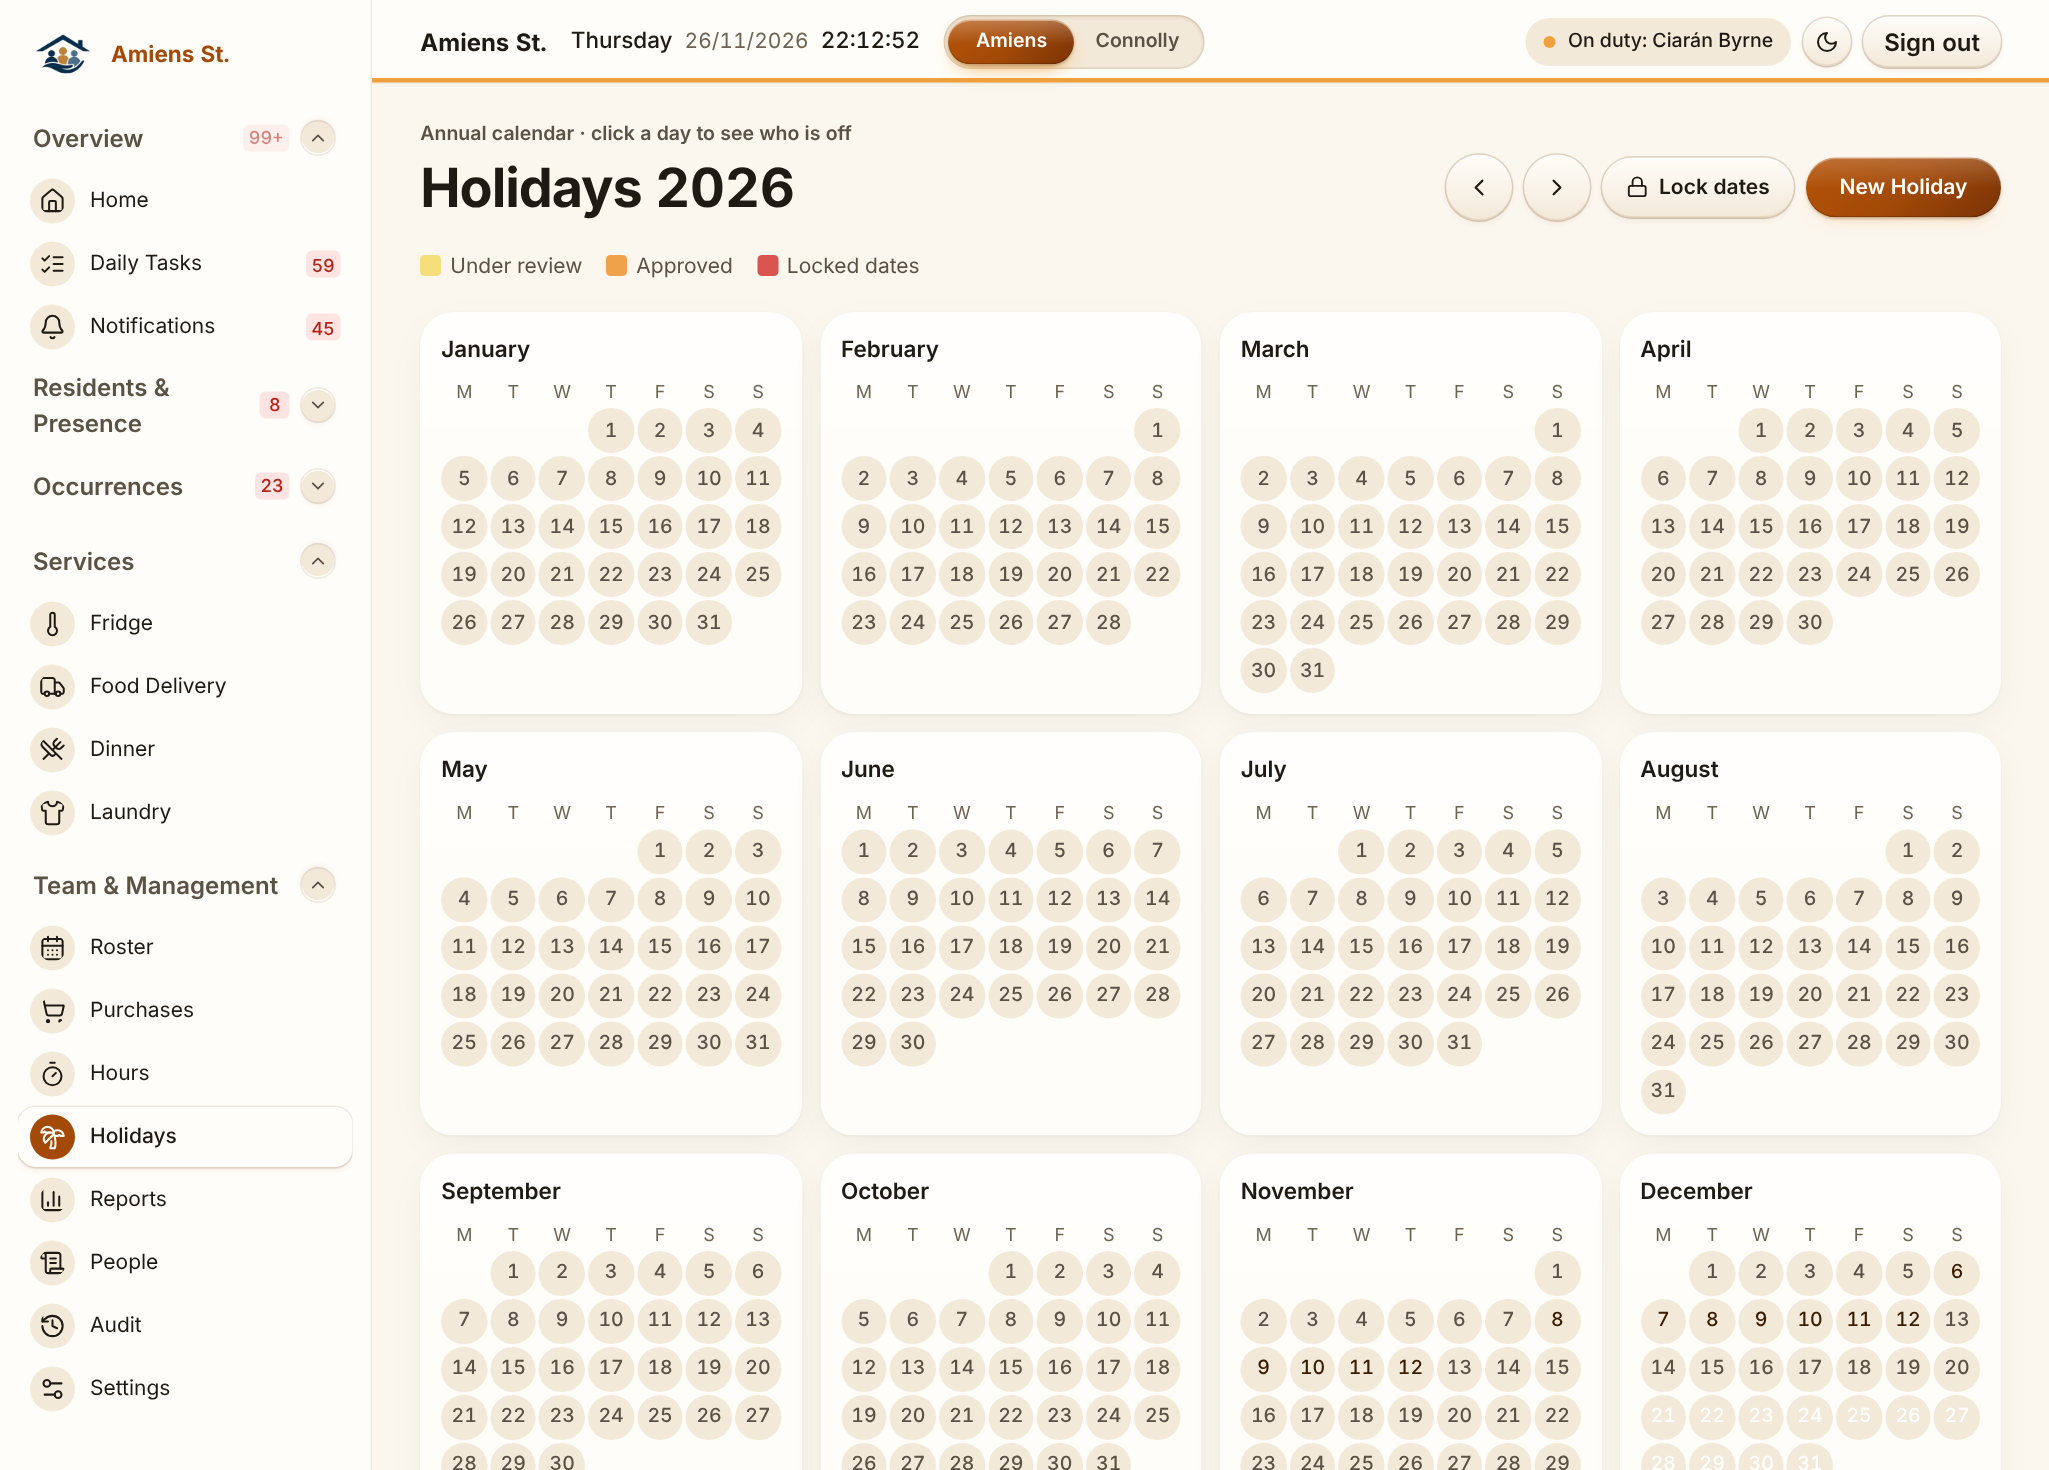 Amiens St.
Overview 99+
Home
Daily Tasks 59
Notifications 45
Residents &
Presence 8
Occurrences 23
Services
Fridge
Food Delivery
Dinner
Laundry
Team & Management
Roster
Purchases
Hours
Holidays
Reports
People
Audit
Settings
Amiens St. Thursday 26/11/2026 22:12:52 Amiens Connolly On duty: Ciarán Byrne Sign out
Annual calendar · click a day to see who is off
Holidays 2026
Lock dates New Holiday
Under review Approved Locked dates
January
M T W T F S S
1 2 3 4
5 6 7 8 9 10 11
12 13 14 15 16 17 18
19 20 21 22 23 24 25
26 27 28 29 30 31
February
M T W T F S S
1
2 3 4 5 6 7 8
9 10 11 12 13 14 15
16 17 18 19 20 21 22
23 24 25 26 27 28
March
M T W T F S S
1
2 3 4 5 6 7 8
9 10 11 12 13 14 15
16 17 18 19 20 21 22
23 24 25 26 27 28 29
30 31
April
M T W T F S S
1 2 3 4 5
6 7 8 9 10 11 12
13 14 15 16 17 18 19
20 21 22 23 24 25 26
27 28 29 30
May
M T W T F S S
1 2 3
4 5 6 7 8 9 10
11 12 13 14 15 16 17
18 19 20 21 22 23 24
25 26 27 28 29 30 31
June
M T W T F S S
1 2 3 4 5 6 7
8 9 10 11 12 13 14
15 16 17 18 19 20 21
22 23 24 25 26 27 28
29 30
July
M T W T F S S
1 2 3 4 5
6 7 8 9 10 11 12
13 14 15 16 17 18 19
20 21 22 23 24 25 26
27 28 29 30 31
August
M T W T F S S
1 2
3 4 5 6 7 8 9
10 11 12 13 14 15 16
17 18 19 20 21 22 23
24 25 26 27 28 29 30
31
September
M T W T F S S
1 2 3 4 5 6
7 8 9 10 11 12 13
14 15 16 17 18 19 20
21 22 23 24 25 26 27
28 29 30
October
M T W T F S S
1 2 3 4
5 6 7 8 9 10 11
12 13 14 15 16 17 18
19 20 21 22 23 24 25
26 27 28 29 30 31
November
M T W T F S S
1
2 3 4 5 6 7 8
9 10 11 12 13 14 15
16 17 18 19 20 21 22
23 24 25 26 27 28 29
December
M T W T F S S
1 2 3 4 5 6
7 8 9 10 11 12 13
14 15 16 17 18 19 20
21 22 23 24 25 26 27
28 29 30 31